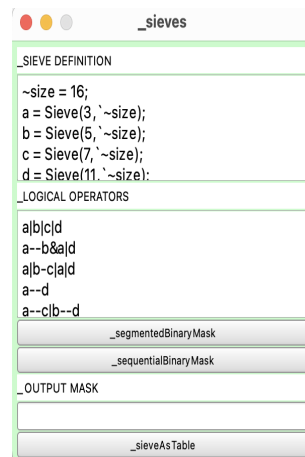 _sieves
_SIEVE DEFINITION
~size = 16;
a = Sieve(3,`~size);
b = Sieve(5,`~size);
c = Sieve(7,`~size);
d = Sieve(11,`~size);
_LOGICAL OPERATORS
a|b|c|d
a--b&a|d
a|b-c|a|d
a--d
a--c|b--d
_segmentedBinaryMask
_sequentialBinaryMask
_OUTPUT MASK
_sieveAsTable